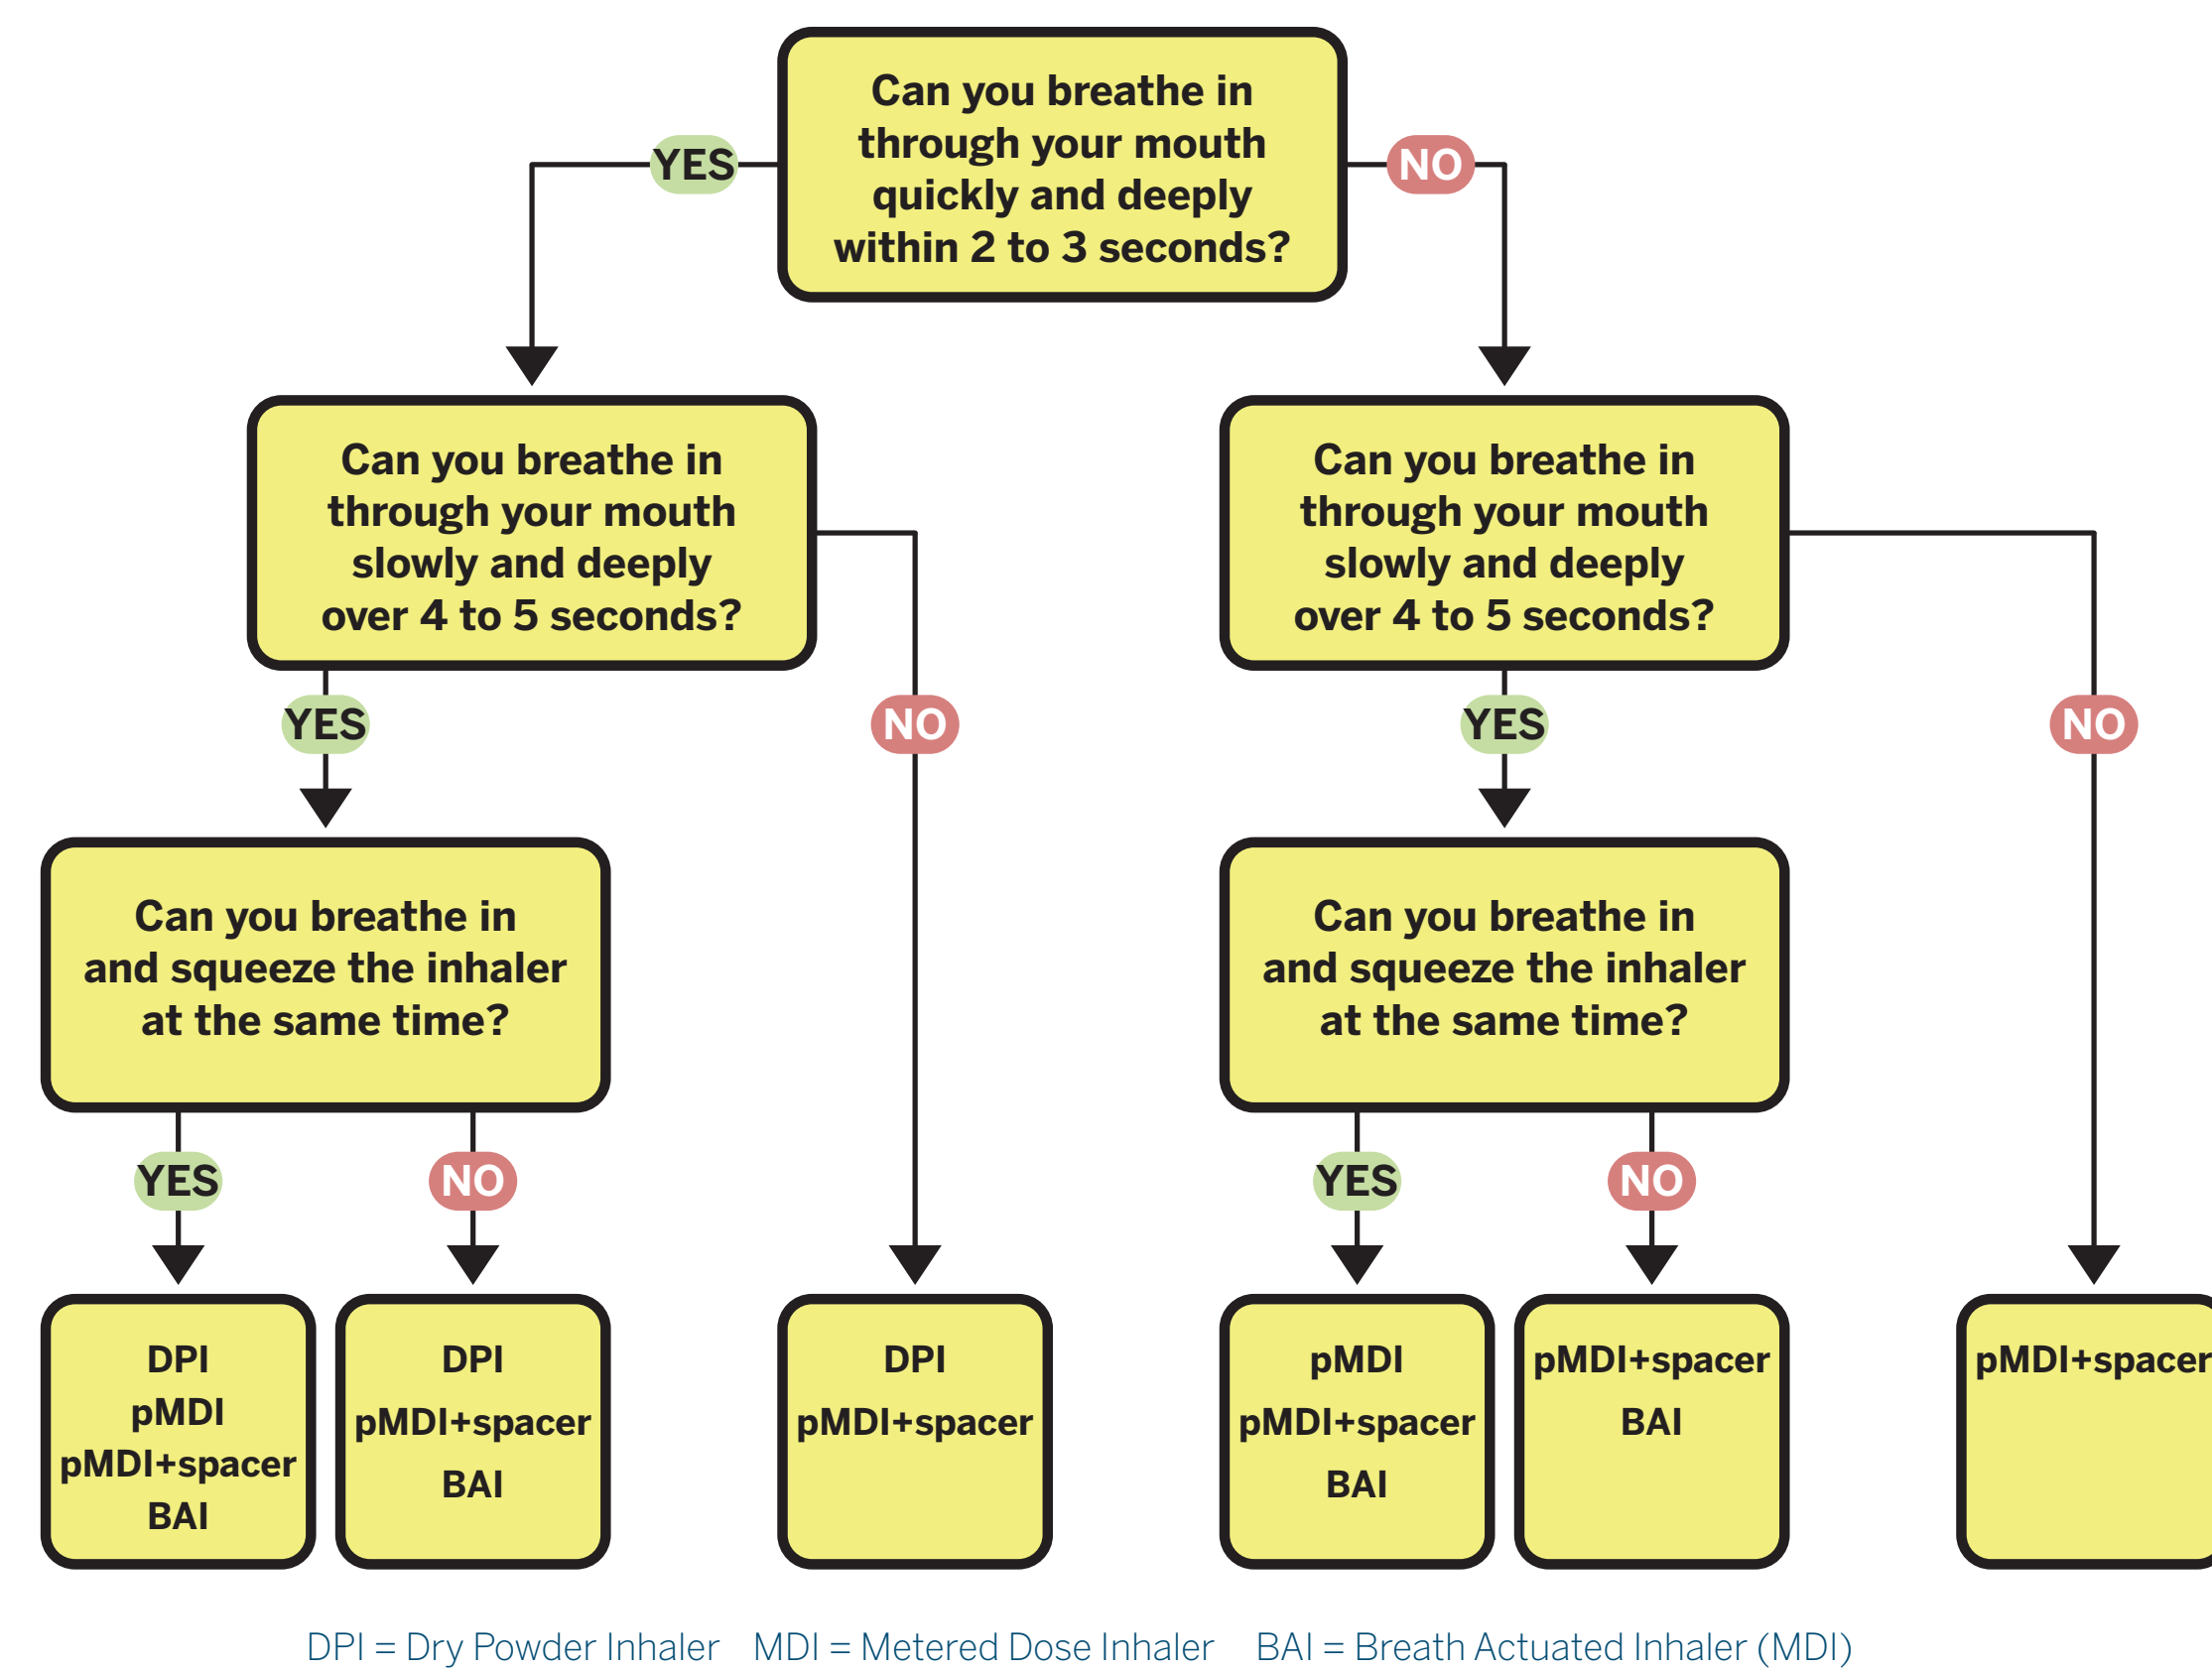 Can you breathe in
through your mouth
quickly and deeply
within 2 to 3 seconds?
YES
NO
Can you breathe in
through your mouth
slowly and deeply
over 4 to 5 seconds?
Can you breathe in
through your mouth
slowly and deeply
over 4 to 5 seconds?
YES
NO
YES
NO
Can you breathe in
and squeeze the inhaler
at the same time?
Can you breathe in
and squeeze the inhaler
at the same time?
YES
NO
YES
NO
DPI
pMDI
pMDI+spacer
BAI
DPI
pMDI+spacer
BAI
DPI
pMDI+spacer
pMDI
pMDI+spacer
BAI
pMDI+spacer
BAI
pMDI+spacer
DPI = Dry Powder Inhaler MDI = Metered Dose Inhaler BAI = Breath Actuated Inhaler (MDI)